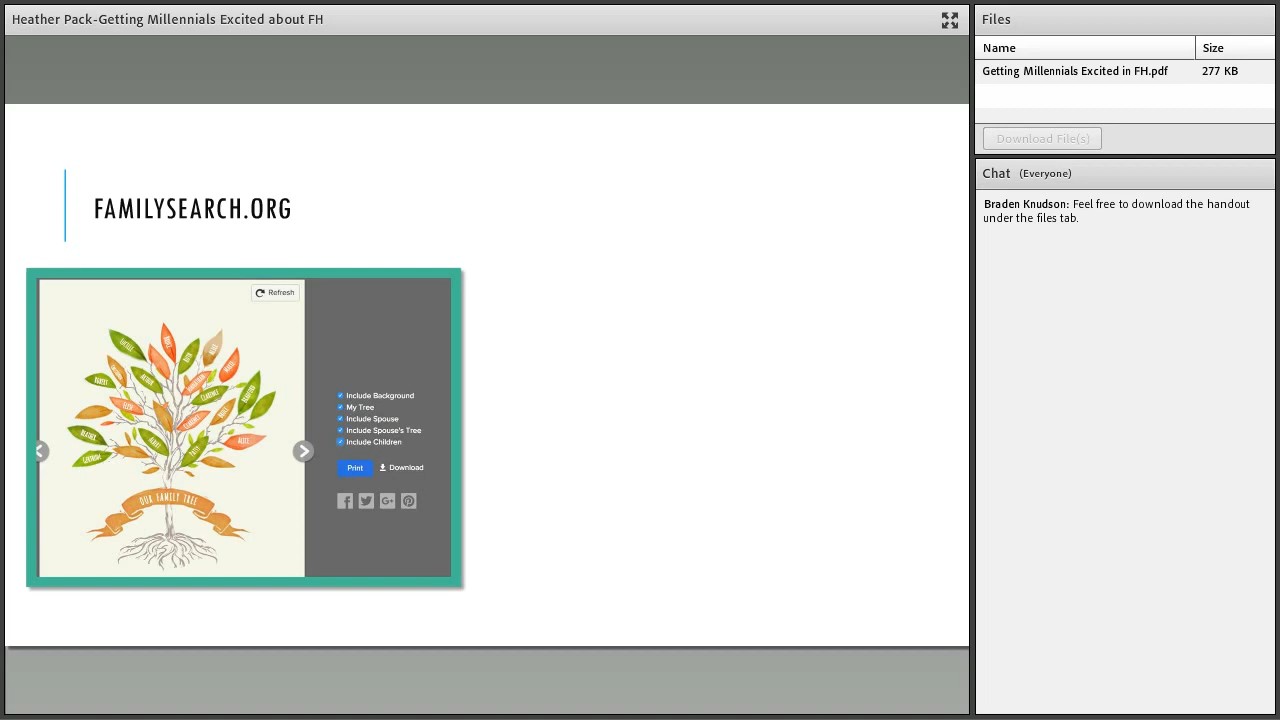 Heather Pack-Getting Millennials Excited about FH
FAMILYSEARCH.ORG
Refresh
OUR FAMILY TREE
Include Background
My Tree
Include Spouse
Include Spouse's Tree
Include Children
Print
Download
Files
Name
Size
Getting Millennials Excited in FH.pdf
277 KB
Download File(s)
Chat (Everyone)
Braden Knudson: Feel free to download the handout
under the files tab.